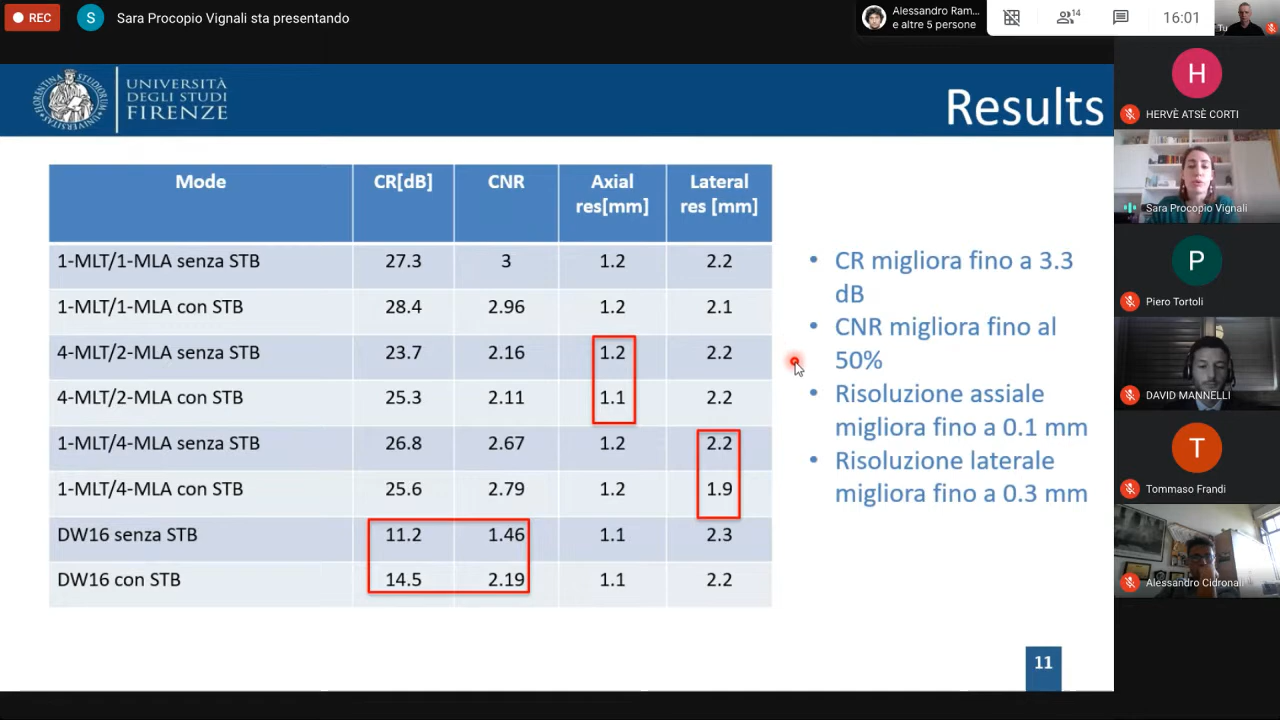 REC
S
Sara Procopio Vignali sta presentando
Alessandro Ram...
e altre 5 persone
14
16:01
Tu
UNIVERSITÀ
DEGLI STUDI
FIRENZE
Results
Mode CR[dB] CNR Axial res[mm] Lateral res [mm]
1-MLT/1-MLA senza STB 27.3 3 1.2 2.2
1-MLT/1-MLA con STB 28.4 2.96 1.2 2.1
4-MLT/2-MLA senza STB 23.7 2.16 1.2 2.2
4-MLT/2-MLA con STB 25.3 2.11 1.1 2.2
1-MLT/4-MLA senza STB 26.8 2.67 1.2 2.2
1-MLT/4-MLA con STB 25.6 2.79 1.2 1.9
DW16 senza STB 11.2 1.46 1.1 2.3
DW16 con STB 14.5 2.19 1.1 2.2
• CR migliora fino a 3.3
dB
• CNR migliora fino al
50%
• Risoluzione assiale
migliora fino a 0.1 mm
• Risoluzione laterale
migliora fino a 0.3 mm
11
H
HERVÈ ATSÈ CORTI
Sara Procopio Vignali
P
Piero Tortoli
DAVID MANNELLI
T
Tommaso Frandi
Alessandro Cidronali